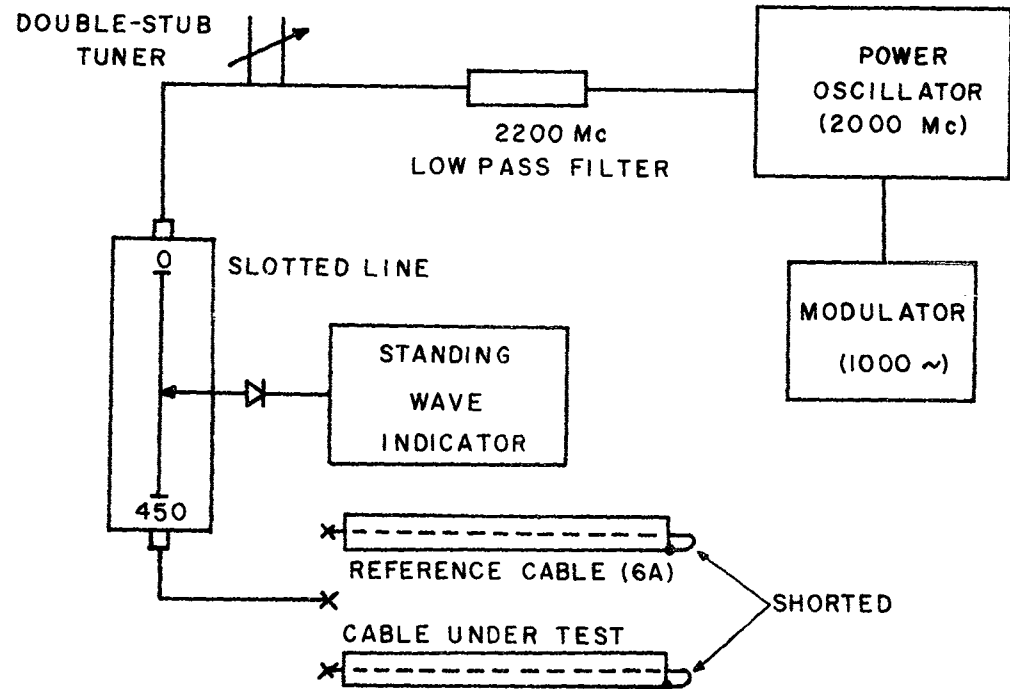 DOUBLE-STUB
TUNER
POWER
OSCILLATOR
(2000 Mc)
2200 Mc
LOW PASS FILTER
0
SLOTTED LINE
MODULATOR
(1000 ~)
STANDING
WAVE
INDICATOR
450
REFERENCE CABLE (6A)
SHORTED
CABLE UNDER TEST